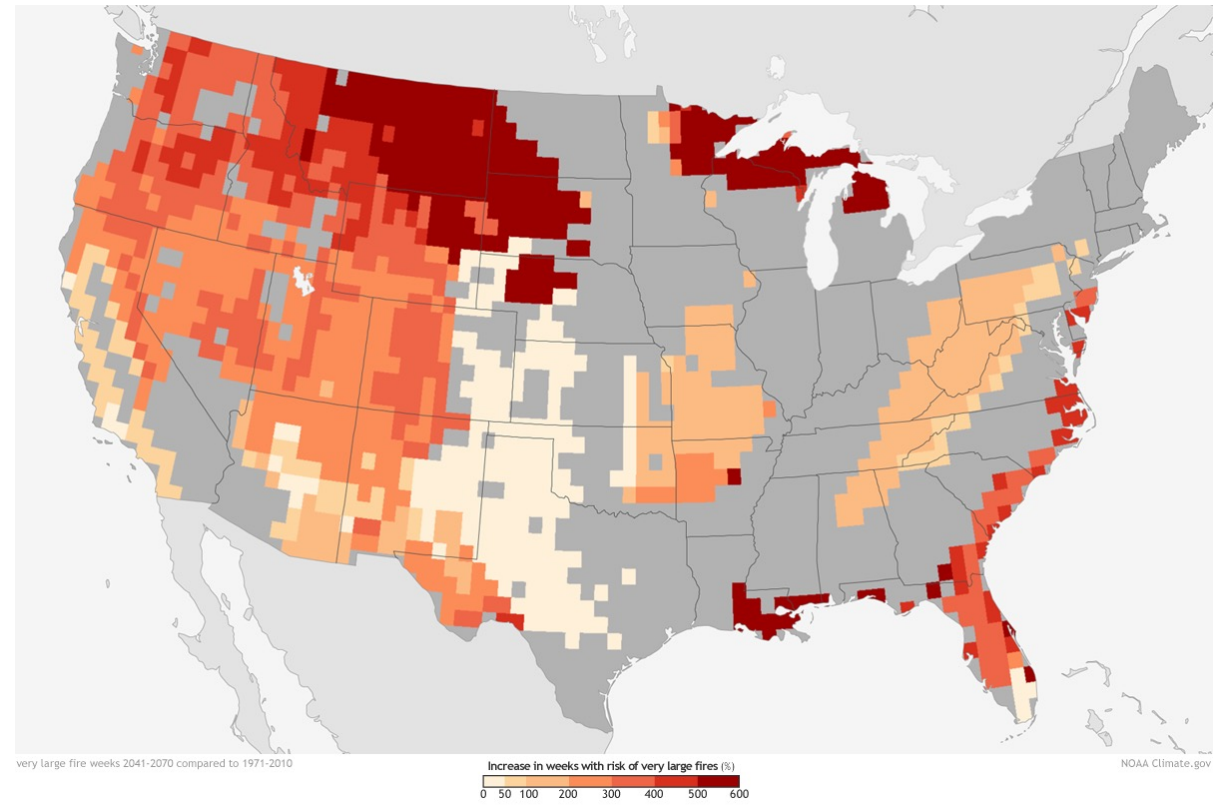 very large fire weeks 2041-2070 compared to 1971-2010
NOAA Climate.gov
Increase in weeks with risk of very large fires (%)
0 50 100 200 300 400 500 600